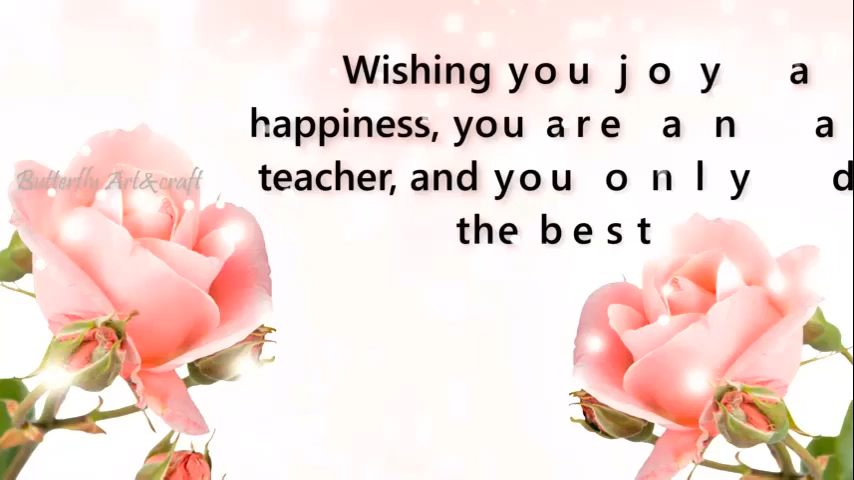 Wishing you joy a
happiness, you are an a
teacher, and you only d
the best
Butterfly Art&craft